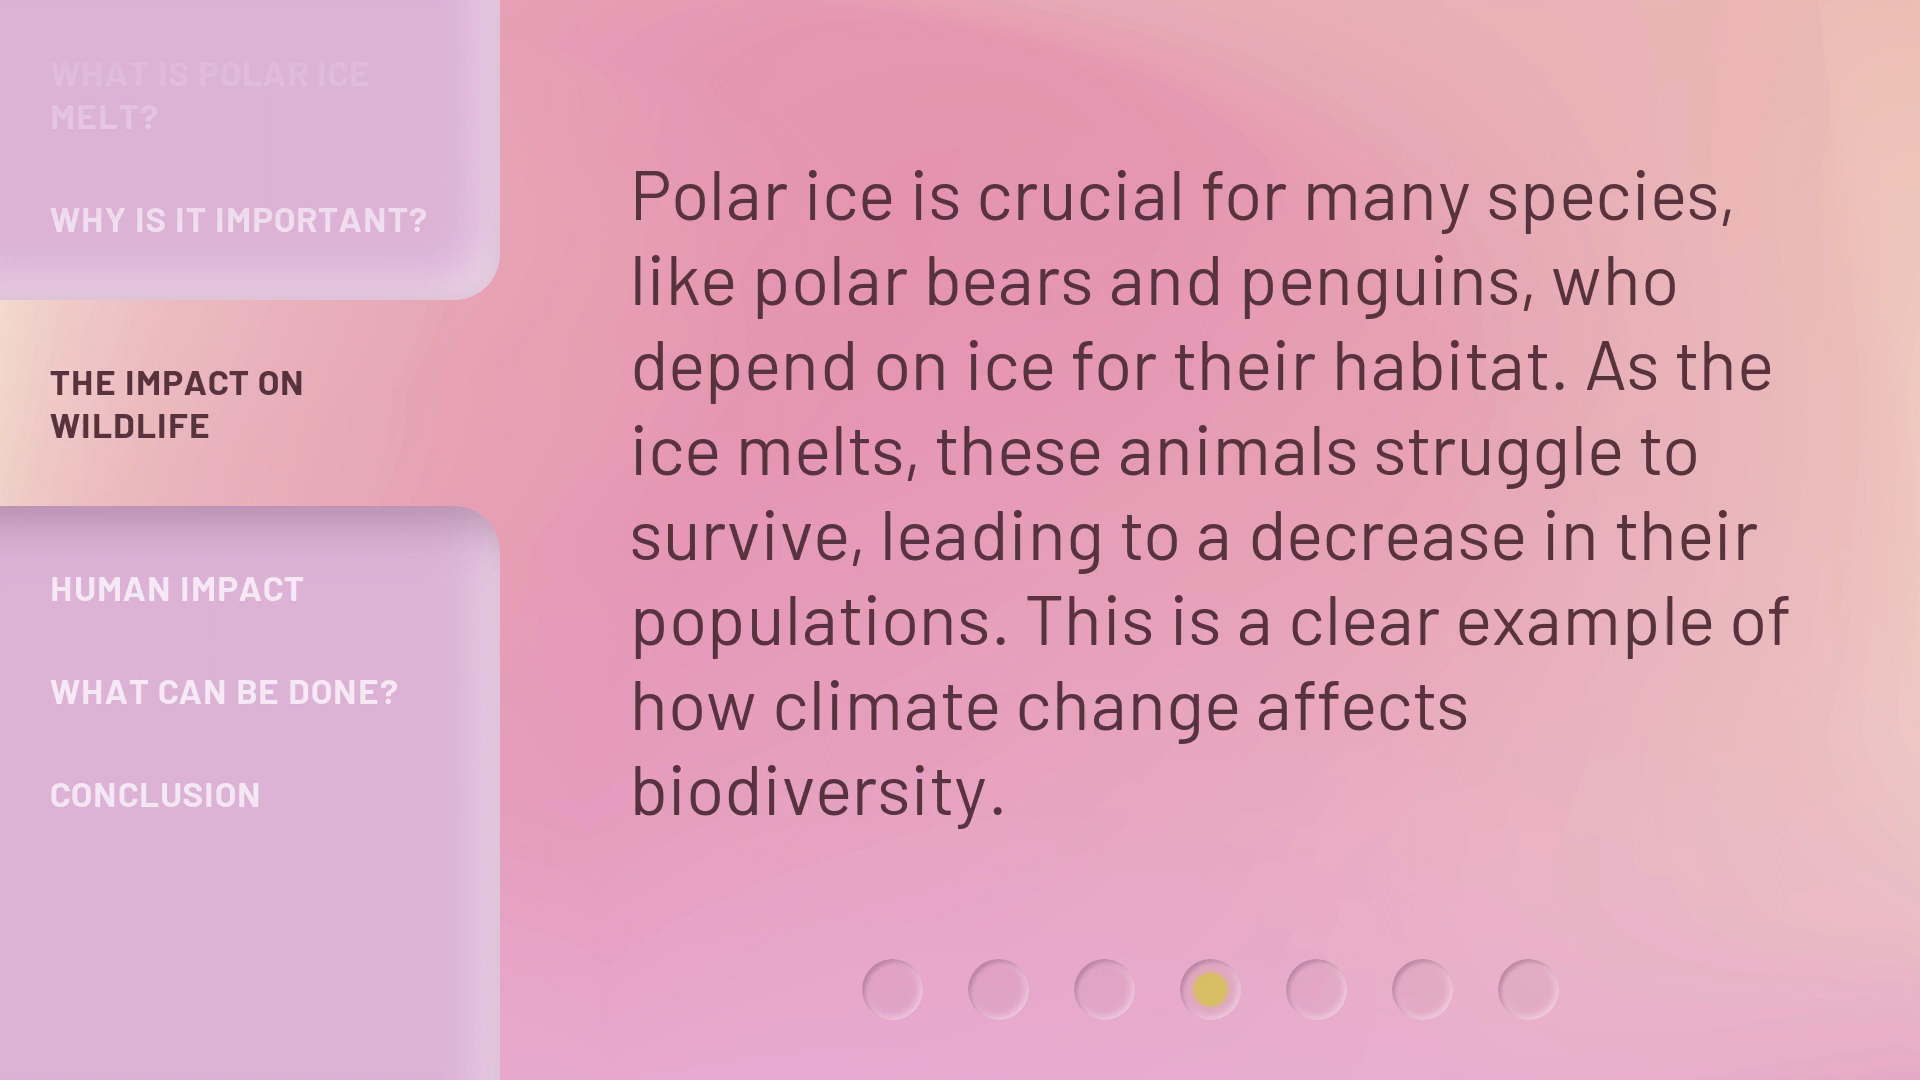 WHAT IS POLAR ICE
MELT?
WHY IS IT IMPORTANT?
THE IMPACT ON
WILDLIFE
HUMAN IMPACT
WHAT CAN BE DONE?
CONCLUSION
Polar ice is crucial for many species,
like polar bears and penguins, who
depend on ice for their habitat. As the
ice melts, these animals struggle to
survive, leading to a decrease in their
populations. This is a clear example of
how climate change affects
biodiversity.